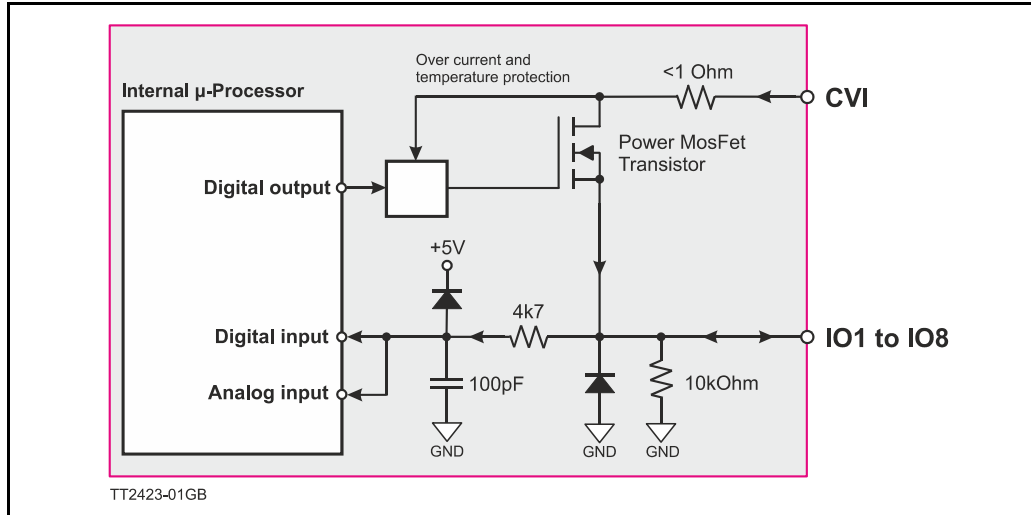 Over current and
temperature protection
<1 Ohm
CVI
Internal µ-Processor
Power MosFet
Transistor
Digital output
+5V
4k7
Digital input
IO1 to IO8
Analog input
100pF
10kOhm
GND
GND
GND
TT2423-01GB